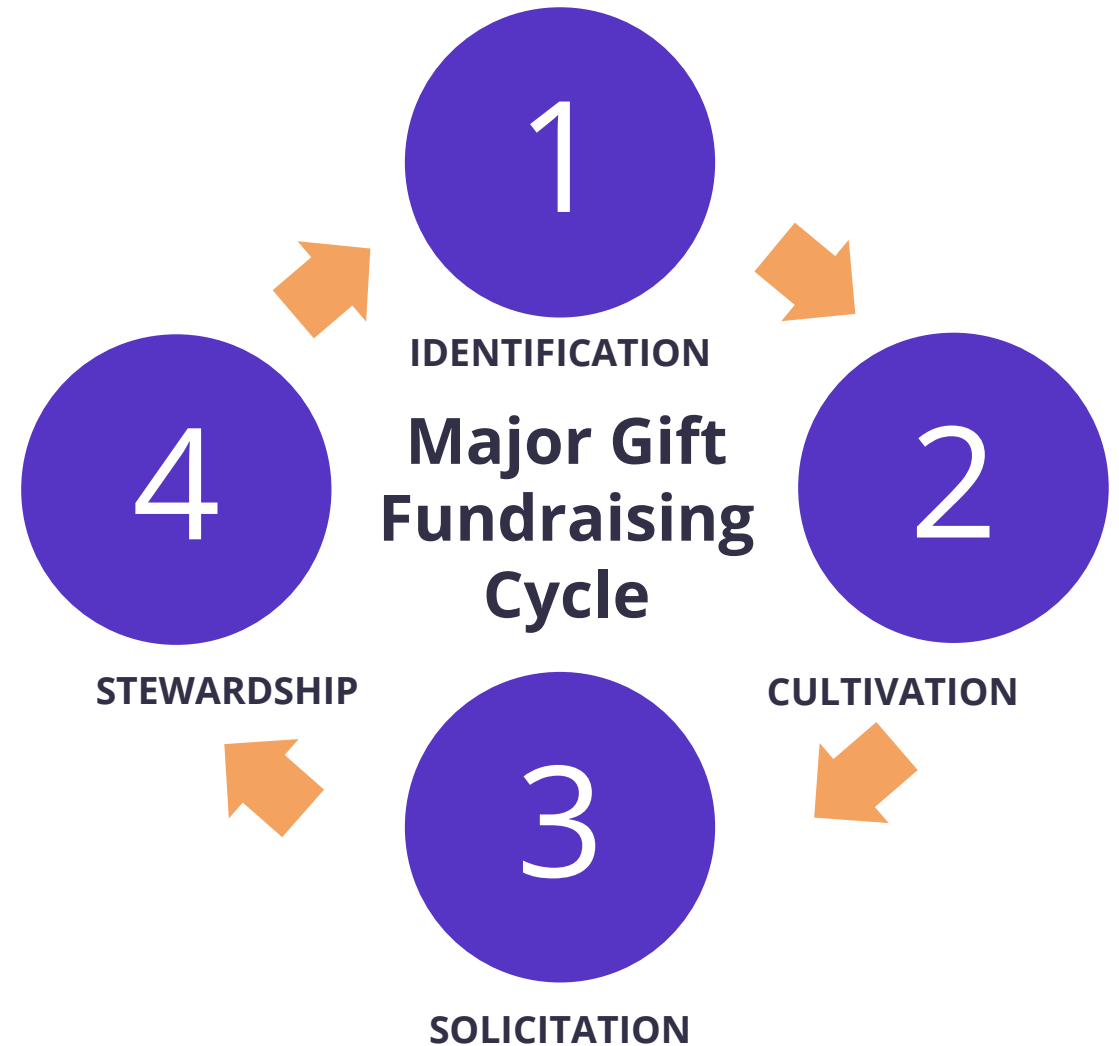 1
IDENTIFICATION
Major Gift
Fundraising
Cycle
2
CULTIVATION
3
SOLICITATION
4
STEWARDSHIP